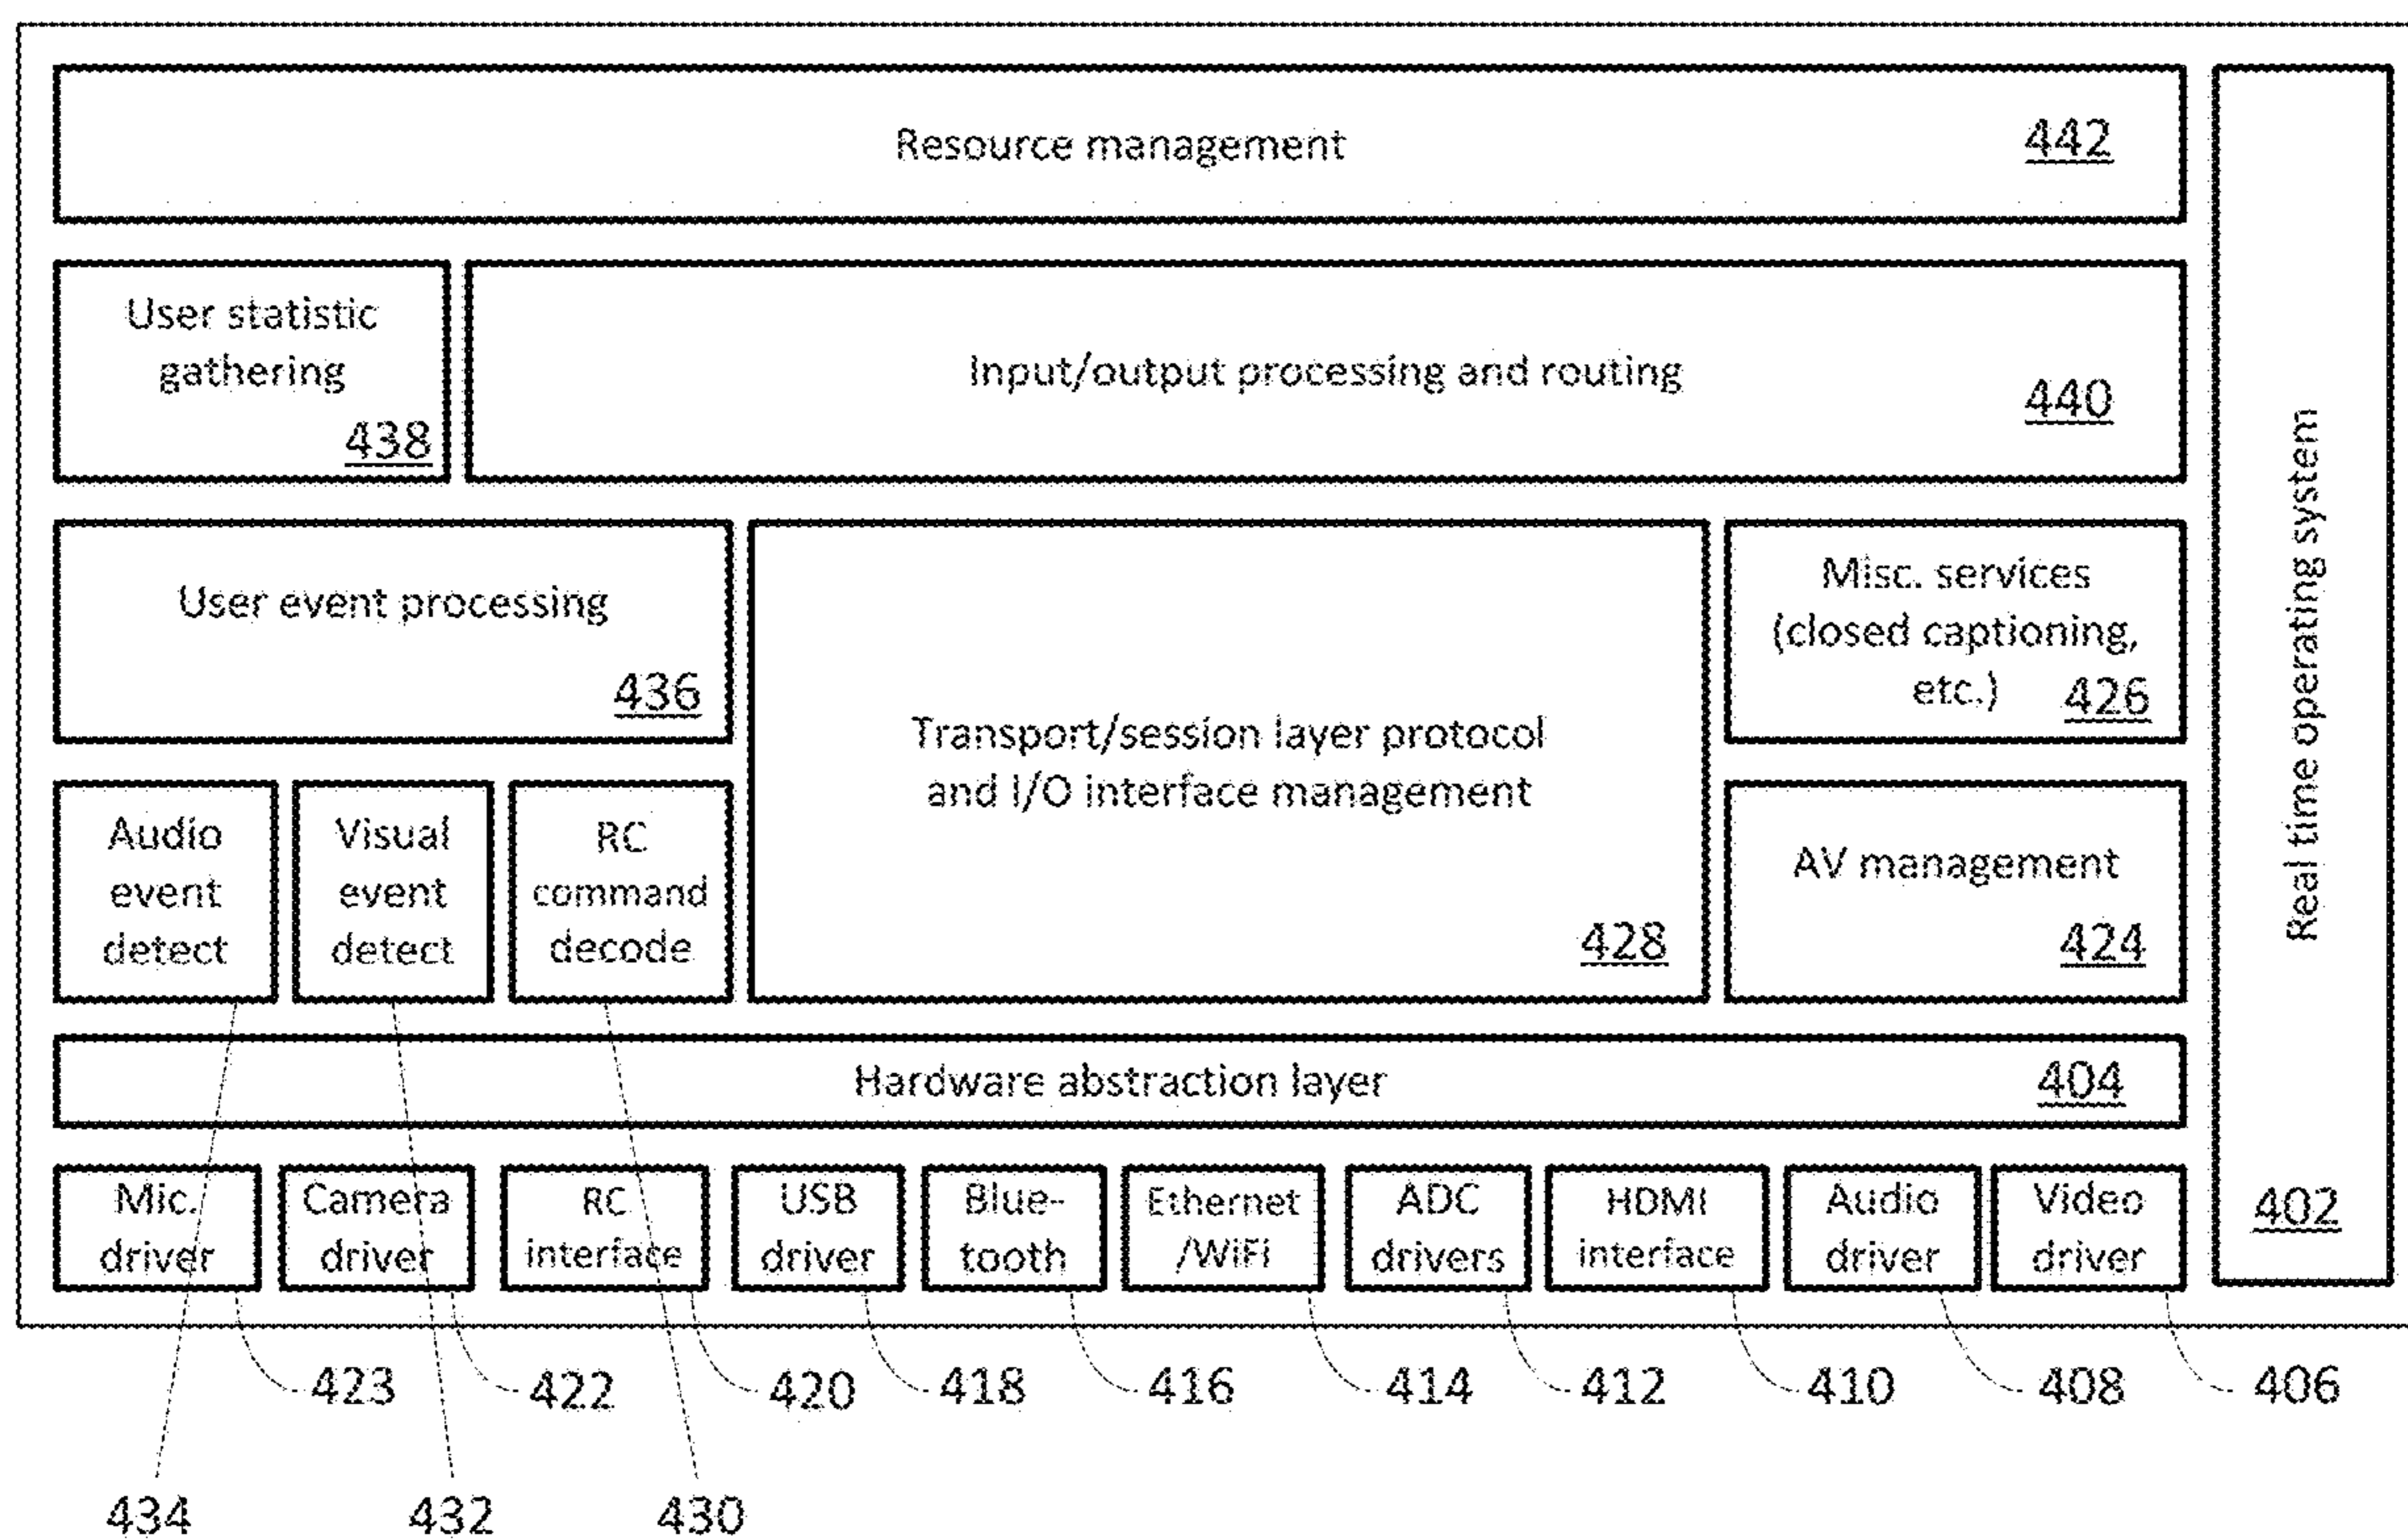 Resource management
442
User statistic
gathering
438
Input/output processing and routing
440
User event processing
436
Transport/session layer protocol
and I/O interface management
428
Misc. services
(closed captioning,
etc.)
426
Audio
event
detect
Visual
event
detect
RC
command
decode
AV management
424
Hardware abstraction layer
404
Mic.
driver
Camera
driver
RC
interface
USB
driver
Blue-
tooth
Ethernet
/WiFi
ADC
drivers
HDMI
interface
Audio
driver
Video
driver
Real time operating system
402
423
422
420
418
416
414
412
410
408
406
434
432
430